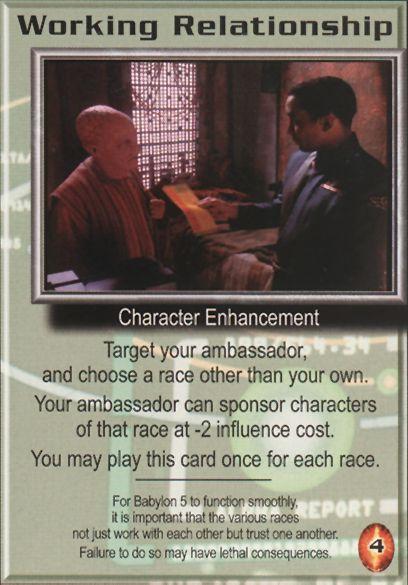 Working Relationship
Character Enhancement
Target your ambassador,
and choose a race other than your own.
Your ambassador can sponsor characters
of that race at -2 influence cost.
You may play this card once for each race.
For Babylon 5 to function smoothly,
it is important that the various races
not just work with each other but trust one another.
Failure to do so may have lethal consequences.
4